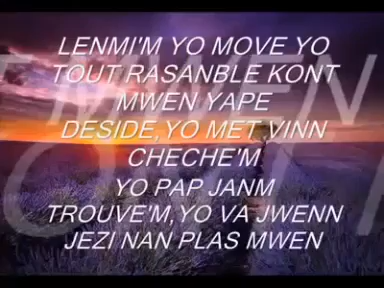 LENMI'M YO MOVE YO
TOUT RASANBLE KONT
MWEN YAPE
DESIDE,YO MET VINN
CHECHE'M
YO PAP JANM
TROUVE'M,YO VA JWENN
JEZI NAN PLAS MWEN